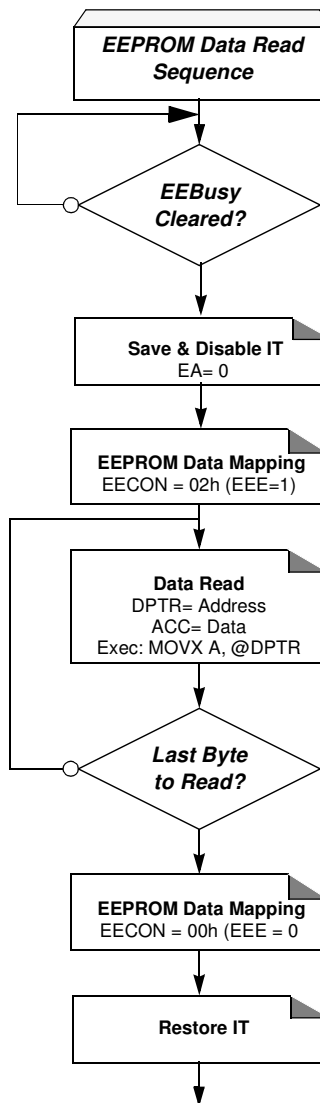 EEPROM Data Read
Sequence
EEBusy
Cleared?
Save & Disable IT
EA= 0
EEPROM Data Mapping
EECON = 02h (EEE=1)
Data Read
DPTR= Address
ACC= Data
Exec: MOVX A, @DPTR
Last Byte
to Read?
EEPROM Data Mapping
EECON = 00h (EEE = 0
Restore IT